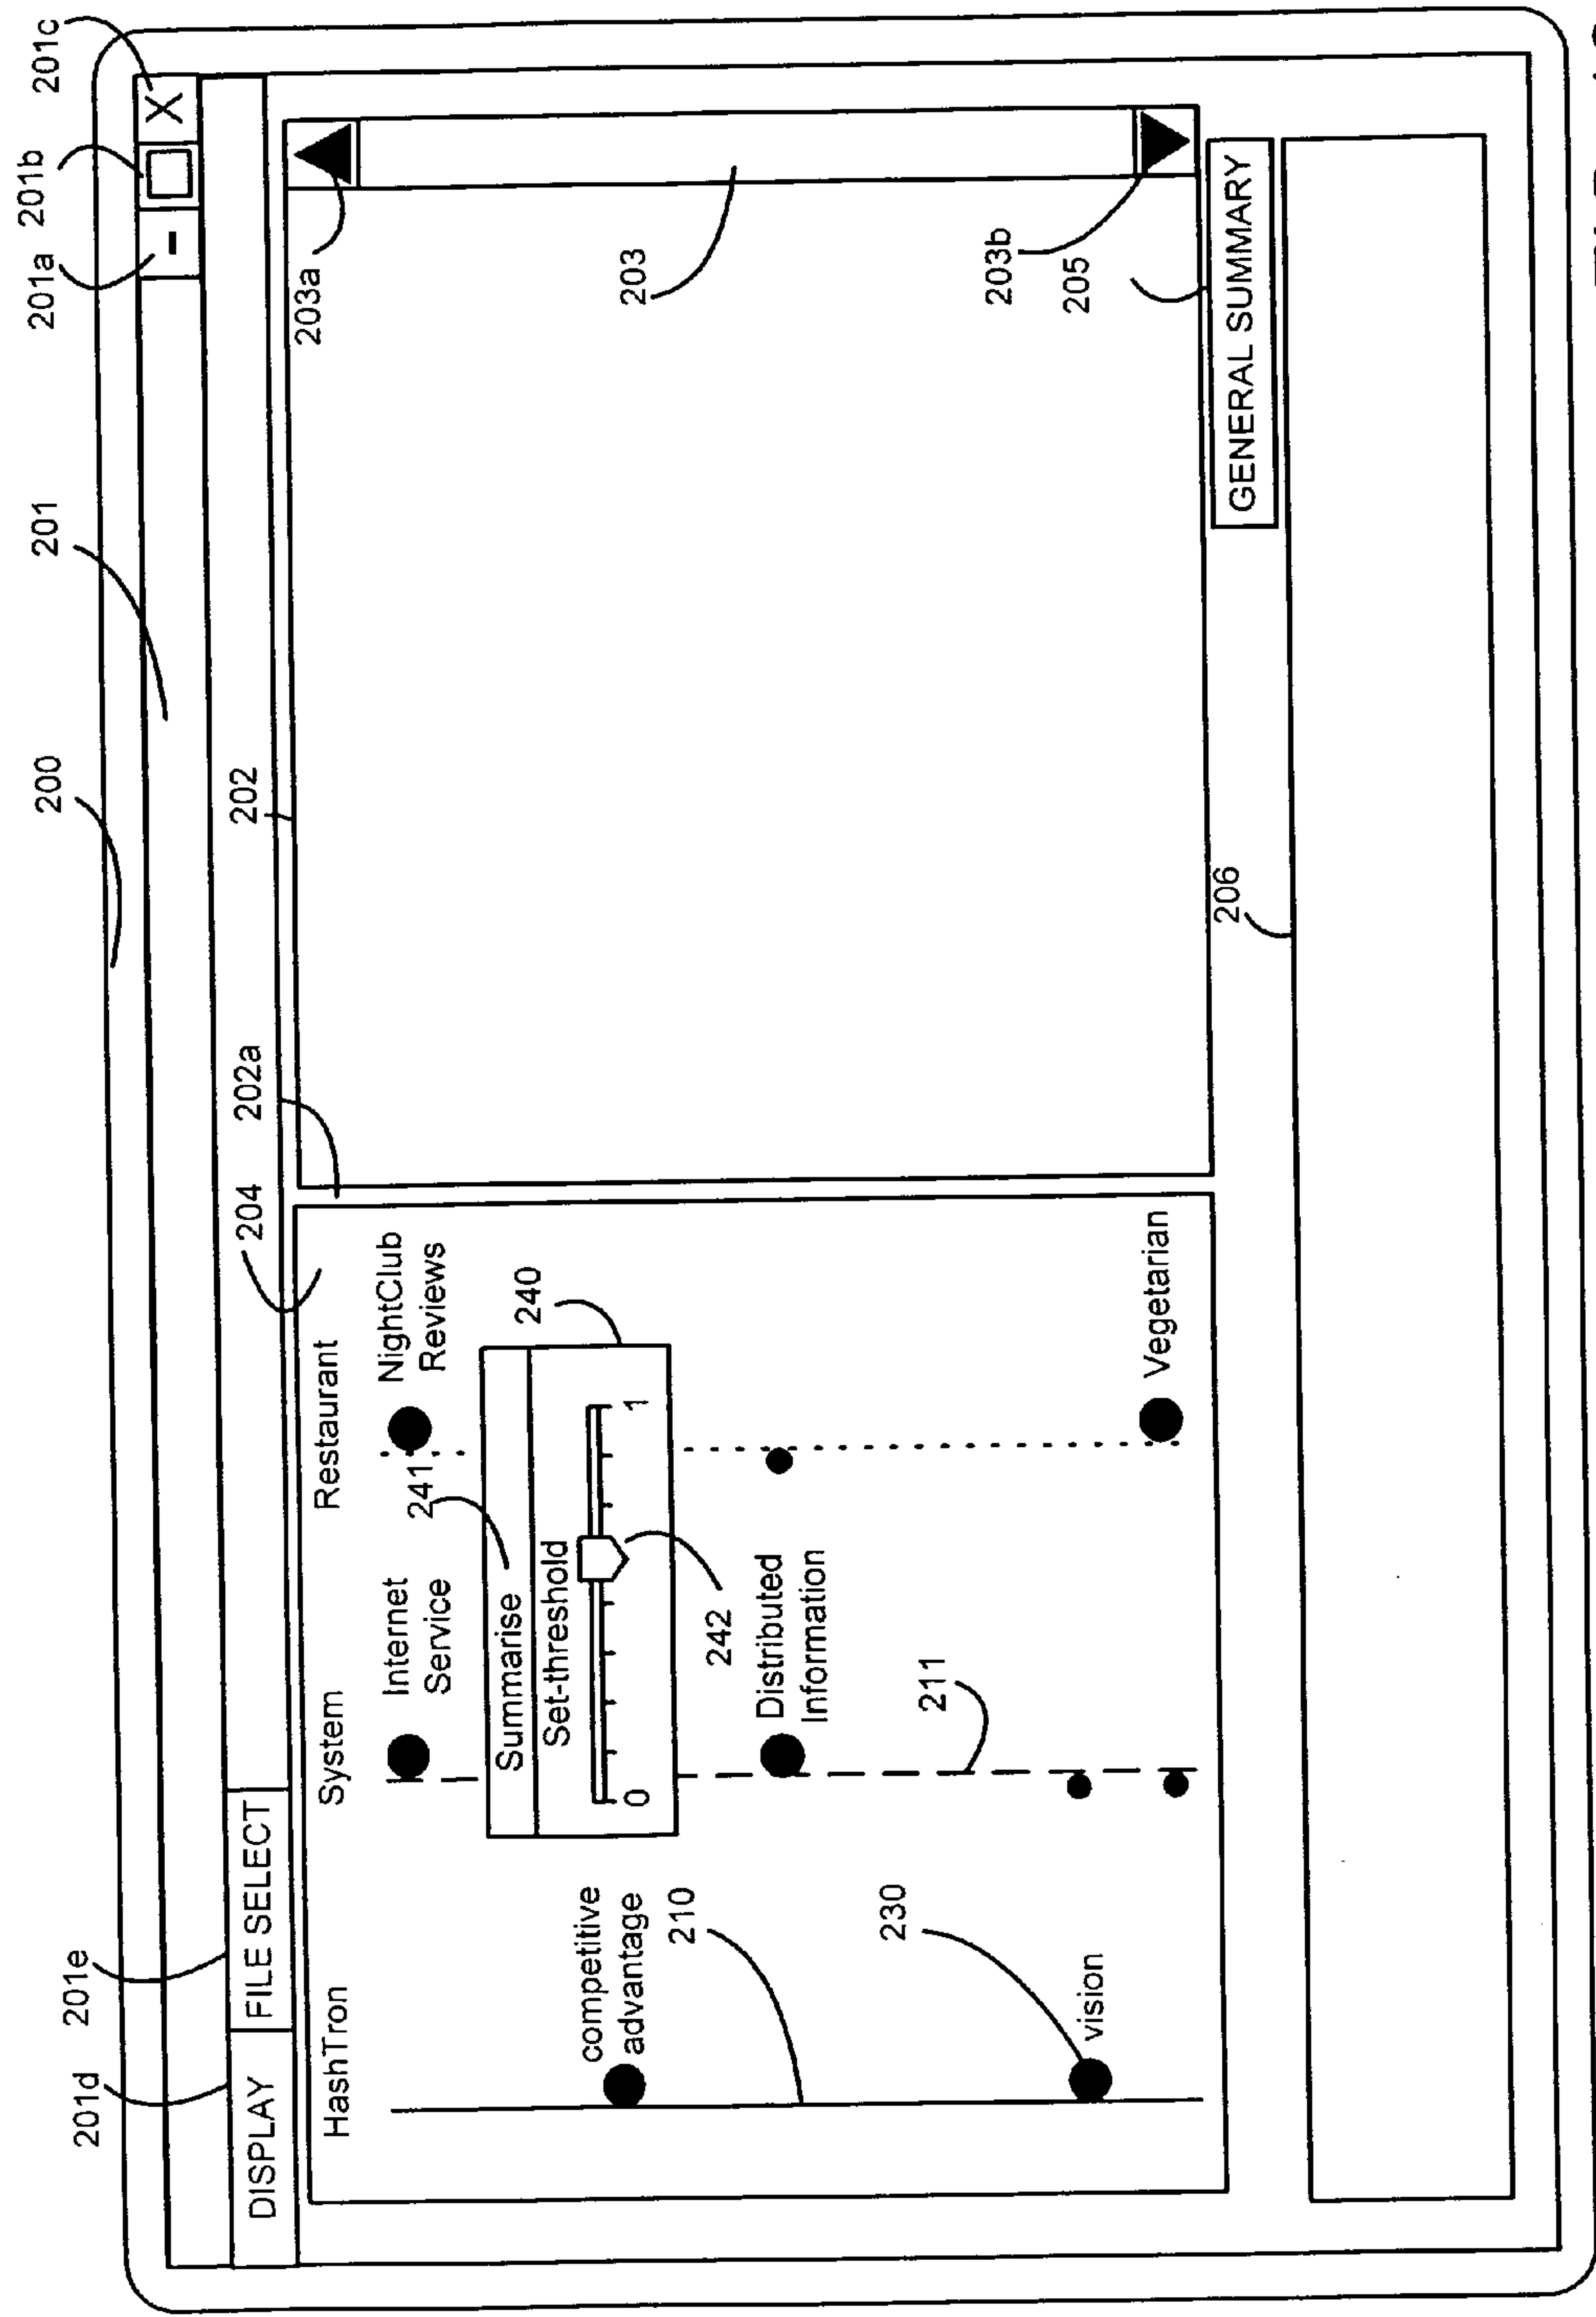 200
201
201a
201b
201c
201d
201e
DISPLAY
FILE SELECT
204
202a
202
HashTron
System
Restaurant
203a
Internet
Service
NightClub
Reviews
241
Summarise
Set-threshold
0
1
240
242
competitive
advantage
210
Distributed
Information
203
230
211
vision
Vegetarian
203b
205
GENERAL SUMMARY
206